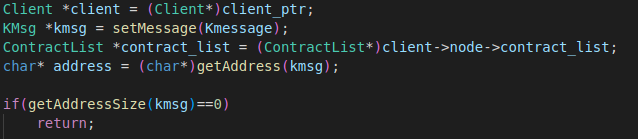 Client *client = (Client*)client_ptr;
KMsg *kmsg = setMessage(Kmessage);
ContractList *contract_list = (ContractList*)client->node->contract_list;
char* address = (char*)getAddress(kmsg);

if(getAddressSize(kmsg)==0)
    return;